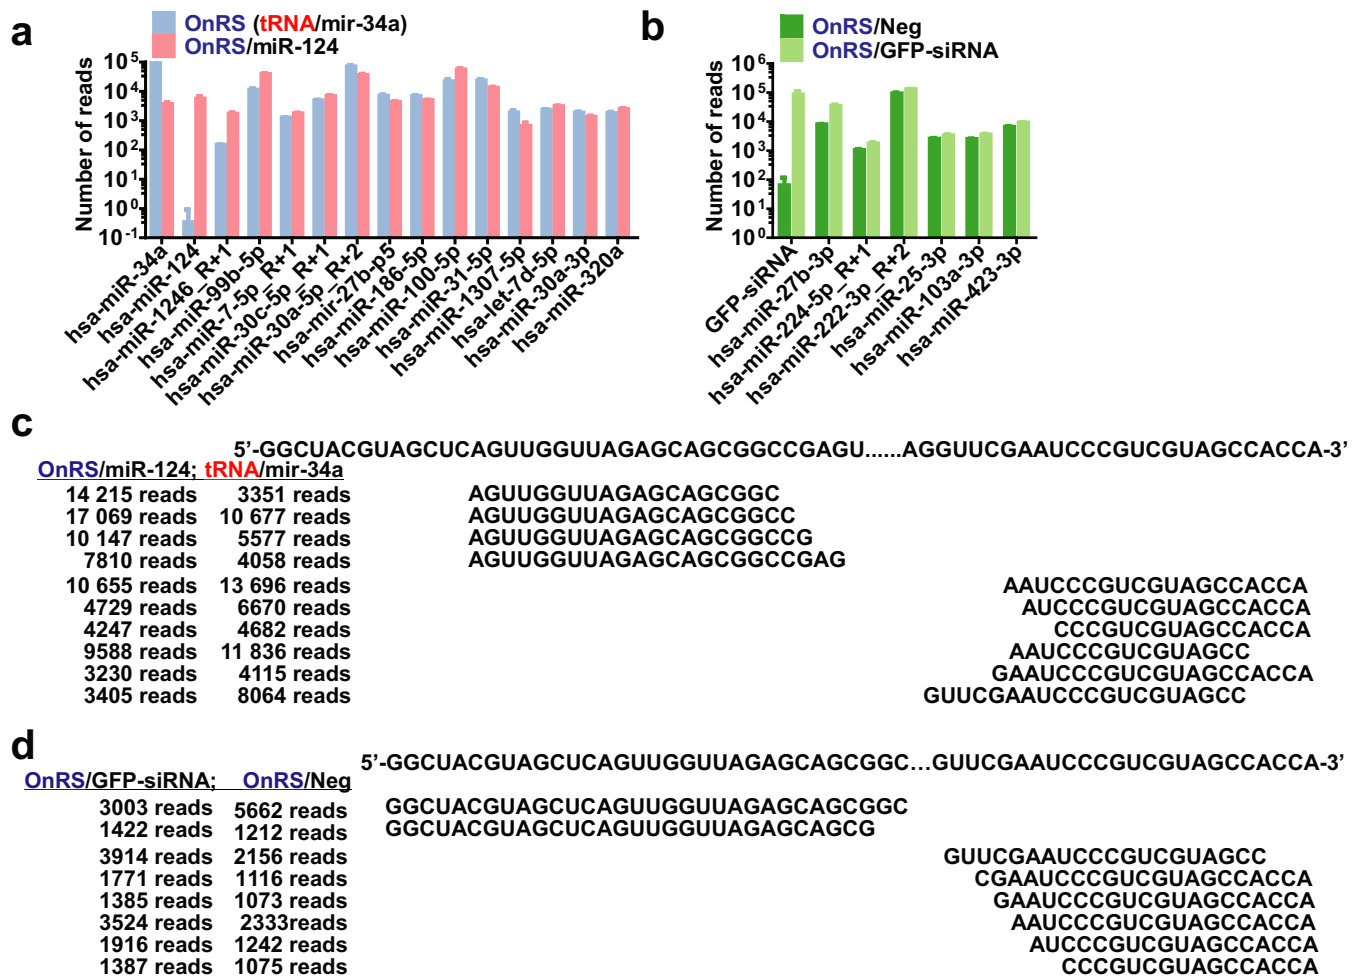 a
OnRS (tRNA/mir-34a)
OnRS/miR-124
Number of reads
10^5
10^4
10^3
10^2
10^1
10^0
10^-1
hsa-miR-34a
hsa-miR-124
hsa-miR-1246_R+1
hsa-miR-99b-5p
hsa-miR-7-5p_R+1
hsa-miR-30c-5p_R+1
hsa-miR-30a-5p_R+2
hsa-mir-27b-p5
hsa-miR-186-5p
hsa-miR-100-5p
hsa-miR-31-5p
hsa-miR-1307-5p
hsa-let-7d-5p
hsa-miR-30a-3p
hsa-miR-320a
b
OnRS/Neg
OnRS/GFP-siRNA
Number of reads
10^6
10^5
10^4
10^3
10^2
10^1
10^0
GFP-siRNA
hsa-miR-27b-3p
hsa-miR-224-5p_R+1
hsa-miR-222-3p_R+2
hsa-miR-25-3p
hsa-miR-103a-3p
hsa-miR-423-3p
c
5’-GGCUACGUAGCUCAGUUGGUUAGAGCAGCGGCCGAGU......AGGUUCGAAUCCCGUCGUAGCCACCA-3’
OnRS/miR-124; tRNA/mir-34a
14 215 reads 3351 reads AGUUGGUUAGAGCAGCGGC
17 069 reads 10 677 reads AGUUGGUUAGAGCAGCGGCC
10 147 reads 5577 reads AGUUGGUUAGAGCAGCGGCCG
7810 reads 4058 reads AGUUGGUUAGAGCAGCGGCCGAG
10 655 reads 13 696 reads AAUCCCGUCGUAGCCACCA
4729 reads 6670 reads AUCCCGUCGUAGCCACCA
4247 reads 4682 reads CCCGUCGUAGCCACCA
9588 reads 11 836 reads AAUCCCGUCGUAGCC
3230 reads 4115 reads GAAUCCCGUCGUAGCCACCA
3405 reads 8064 reads GUUCGAAUCCCGUCGUAGCC
d
5’-GGCUACGUAGCUCAGUUGGUUAGAGCAGCGGC...GUUCGAAUCCCGUCGUAGCCACCA-3’
OnRS/GFP-siRNA; OnRS/Neg
3003 reads 5662 reads GGCUACGUAGCUCAGUUGGUUAGAGCAGCGGC
1422 reads 1212 reads GGCUACGUAGCUCAGUUGGUUAGAGCAGCG
3914 reads 2156 reads GUUCGAAUCCCGUCGUAGCC
1771 reads 1116 reads CGAAUCCCGUCGUAGCCACCA
1385 reads 1073 reads GAAUCCCGUCGUAGCCACCA
3524 reads 2333reads AAUCCCGUCGUAGCCACCA
1916 reads 1242 reads AUCCCGUCGUAGCCACCA
1387 reads 1075 reads CCCGUCGUAGCCACCA